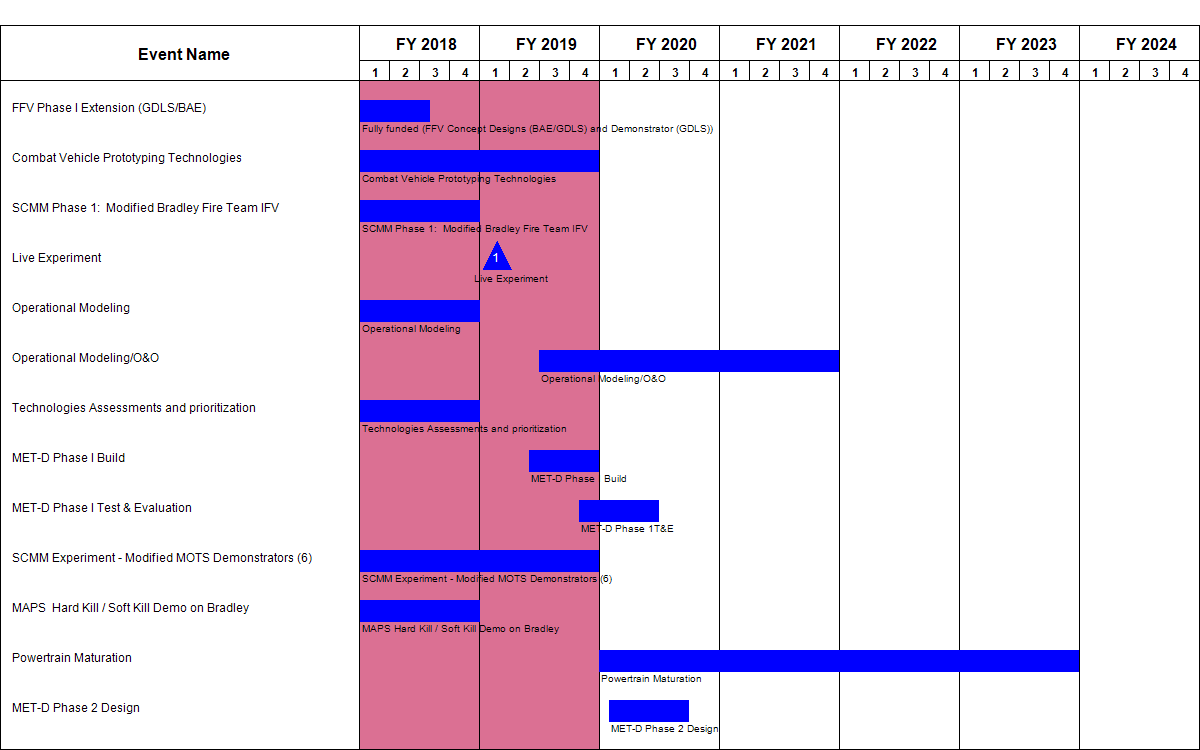 Event Name
FY 2018 FY 2019 FY 2020 FY 2021 FY 2022 FY 2023 FY 2024
1 2 3 4 1 2 3 4 1 2 3 4 1 2 3 4 1 2 3 4 1 2 3 4 1 2 3 4
FFV Phase I Extension (GDLS/BAE)
Fully funded (FFV Concept Designs (BAE/GDLS) and Demonstrator (GDLS))
Combat Vehicle Prototyping Technologies
Combat Vehicle Prototyping Technologies
SCMM Phase 1:  Modified Bradley Fire Team IFV
SCMM Phase 1:  Modified Bradley Fire Team IFV
Live Experiment
1
Live Experiment
Operational Modeling
Operational Modeling
Operational Modeling/O&O
Operational Modeling/O&O
Technologies Assessments and prioritization
Technologies Assessments and prioritization
MET-D Phase I Build
MET-D Phase I Build
MET-D Phase I Test & Evaluation
MET-D Phase 1T&E
SCMM Experiment - Modified MOTS Demonstrators (6)
SCMM Experiment - Modified MOTS Demonstrators (6)
MAPS  Hard Kill / Soft Kill Demo on Bradley
MAPS Hard Kill / Soft Kill Demo on Bradley
Powertrain Maturation
Powertrain Maturation
MET-D Phase 2 Design
MET-D Phase 2 Design